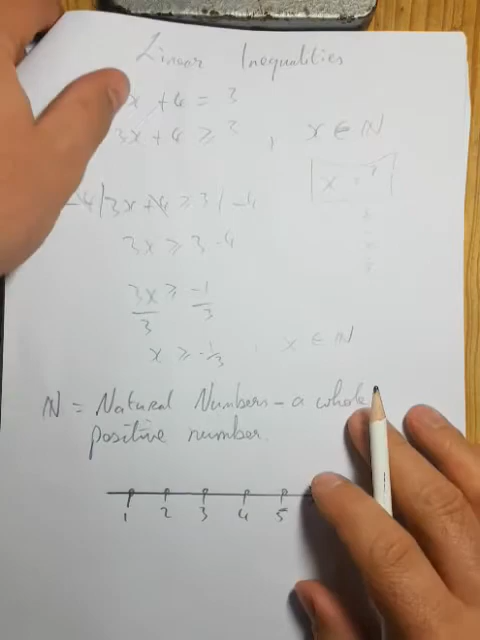 Linear Inequalities
x + 4 = 3
3x + 4 ≥ 3 , x ∈ ℕ
x = ?
-4 | 3x + 4 ≥ 3 | -4
3x ≥ 3 - 4
3x/3 ≥ -1/3
x ≥ -1/3 , x ∈ ℕ
ℕ = Natural Numbers - a whole
positive number.
1 2 3 4 5